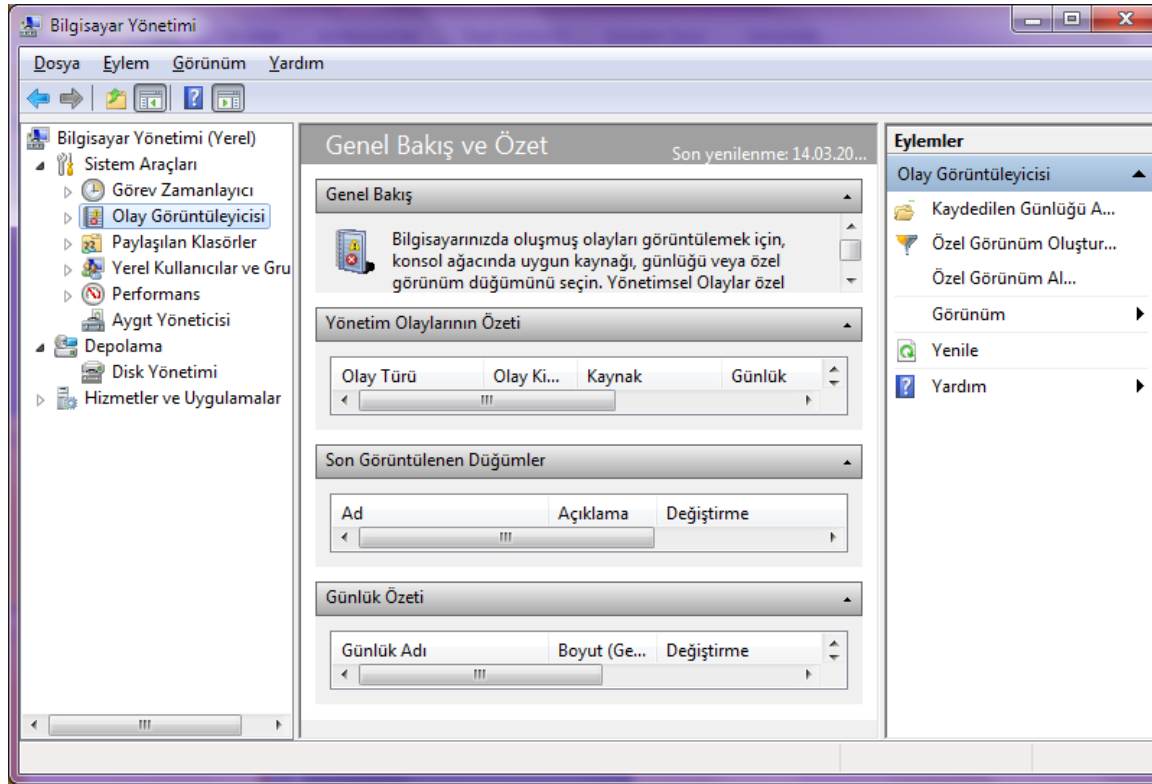 Bilgisayar Yönetimi
Dosya Eylem Görünüm Yardım
Bilgisayar Yönetimi (Yerel)
Sistem Araçları
Görev Zamanlayıcı
Olay Görüntüleyicisi
Paylaşılan Klasörler
Yerel Kullanıcılar ve Gru
Performans
Aygıt Yöneticisi
Depolama
Disk Yönetimi
Hizmetler ve Uygulamalar
Genel Bakış ve Özet
Son yenilenme: 14.03.20...
Genel Bakış
Bilgisayarınızda oluşmuş olayları görüntülemek için,
konsol ağacında uygun kaynağı, günlüğü veya özel
görünüm düğümünü seçin. Yönetimsel Olaylar özel
Yönetim Olaylarının Özeti
Olay Türü Olay Ki... Kaynak Günlük
Son Görüntülenen Düğümler
Ad Açıklama Değiştirme
Günlük Özeti
Günlük Adı Boyut (Ge... Değiştirme
Eylemler
Olay Görüntüleyicisi
Kaydedilen Günlüğü A...
Özel Görünüm Oluştur...
Özel Görünüm Al...
Görünüm
Yenile
Yardım